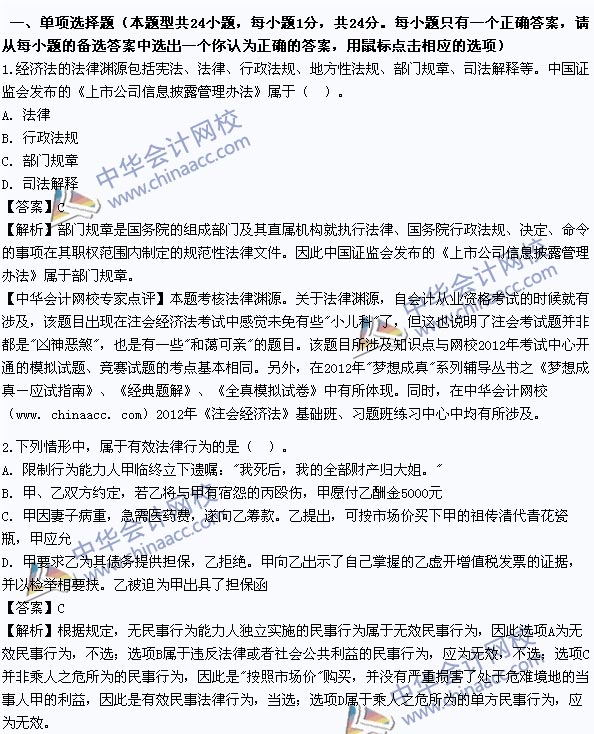 一、单项选择题（本题型共24小题，每小题1分，共24分。每小题只有一个正确答案，请
从每小题的备选答案中选出一个你认为正确的答案，用鼠标点击相应的选项）
1.经济法的法律渊源包括宪法、法律、行政法规、地方性法规、部门规章、司法解释等。中国证
监会发布的《上市公司信息披露管理办法》属于（　）。
A. 法律
B. 行政法规
C. 部门规章
D. 司法解释
【答案】C
【解析】部门规章是国务院的组成部门及其直属机构就执行法律、国务院行政法规、决定、命令
的事项在其职权范围内制定的规范性法律文件。因此中国证监会发布的《上市公司信息披露管理
办法》属于部门规章。
【中华会计网校专家点评】本题考核法律渊源。关于法律渊源，自会计从业资格考试的时候就有
涉及，该题目出现在注会经济法考试中感觉未免有些"小儿科"了，但这也说明了注会考试题并非
都是"凶神恶煞"，也是有一些"和蔼可亲"的题目。该题目所涉及知识点与网校2012年考试中心开
通的模拟试题、竞赛试题的考点基本相同。另外，在2012年"梦想成真"系列辅导丛书之《梦想成
真一应试指南》、《经典题解》、《全真模拟试卷》中有所体现。同时，在中华会计网校
（www. chinaacc. com）2012年《注会经济法》基础班、习题班练习中心中均有所涉及。
2.下列情形中，属于有效法律行为的是（　）。
A. 限制行为能力人甲临终立下遗嘱："我死后，我的全部财产归大姐。"
B. 甲、乙双方约定，若乙将与甲有宿怨的丙殴伤，甲愿付乙酬金5000元
C. 甲因妻子病重，急需医药费，遂向乙筹款。乙提出，可按市场价买下甲的祖传清代青花瓷
瓶，甲应允
D. 甲要求乙为其债务提供担保，乙拒绝。甲向乙出示了自己掌握的乙虚开增值税发票的证据，
并以检举相要挟。乙被迫为甲出具了担保函
【答案】C
【解析】根据规定，无民事行为能力人独立实施的民事行为属于无效民事行为，因此选项A为无
效民事行为，不选；选项B属于违反法律或者社会公共利益的民事行为，应为无效，不选；选项C
并非乘人之危所为的民事行为，因此是"按照市场价"购买，并没有严重损害了处于危难境地的当
事人甲的利益，因此是有效民事法律行为，当选；选项D属于乘人之危所为的单方民事行为，应
为无效。
中华会计网校
www.chinaacc.com
中华会计网校
www.chinaacc.com
中华会计网校
www.chinaacc.com
中华会计网校
www.chinaacc.com